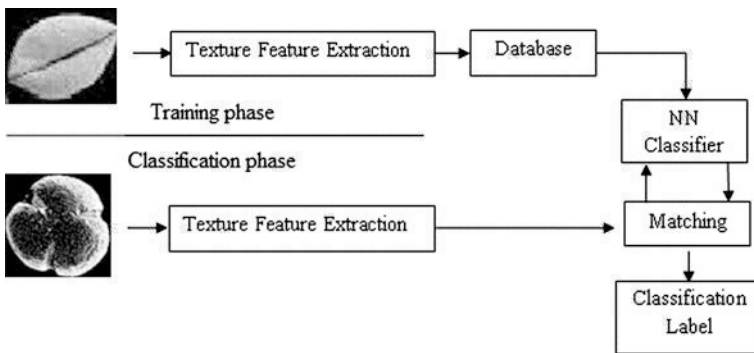 Texture Feature Extraction
Database
Training phase
NN
Classifier
Classification phase
Texture Feature Extraction
Matching
Classification
Label